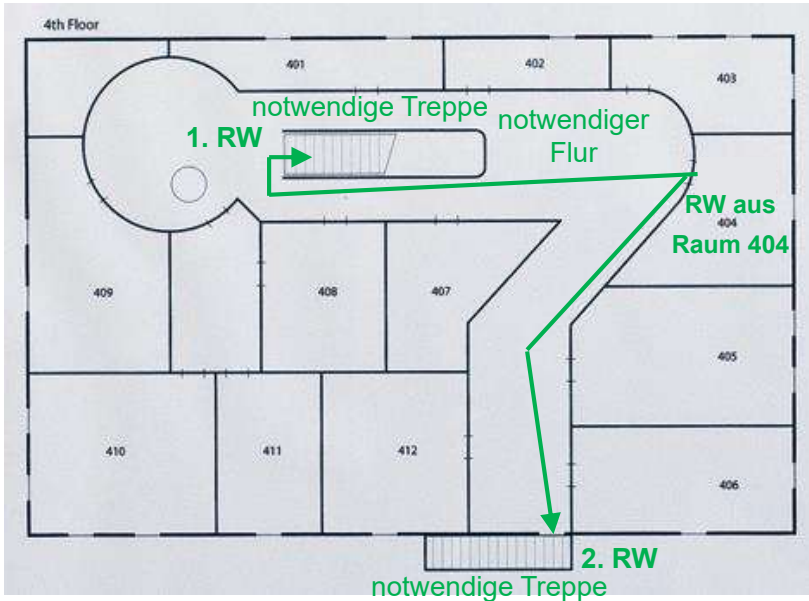 4th Floor
401
402
403
notwendige Treppe
notwendiger
Flur
1. RW
RW aus
404
Raum 404
409
408
407
405
410
411
412
406
2. RW
notwendige Treppe